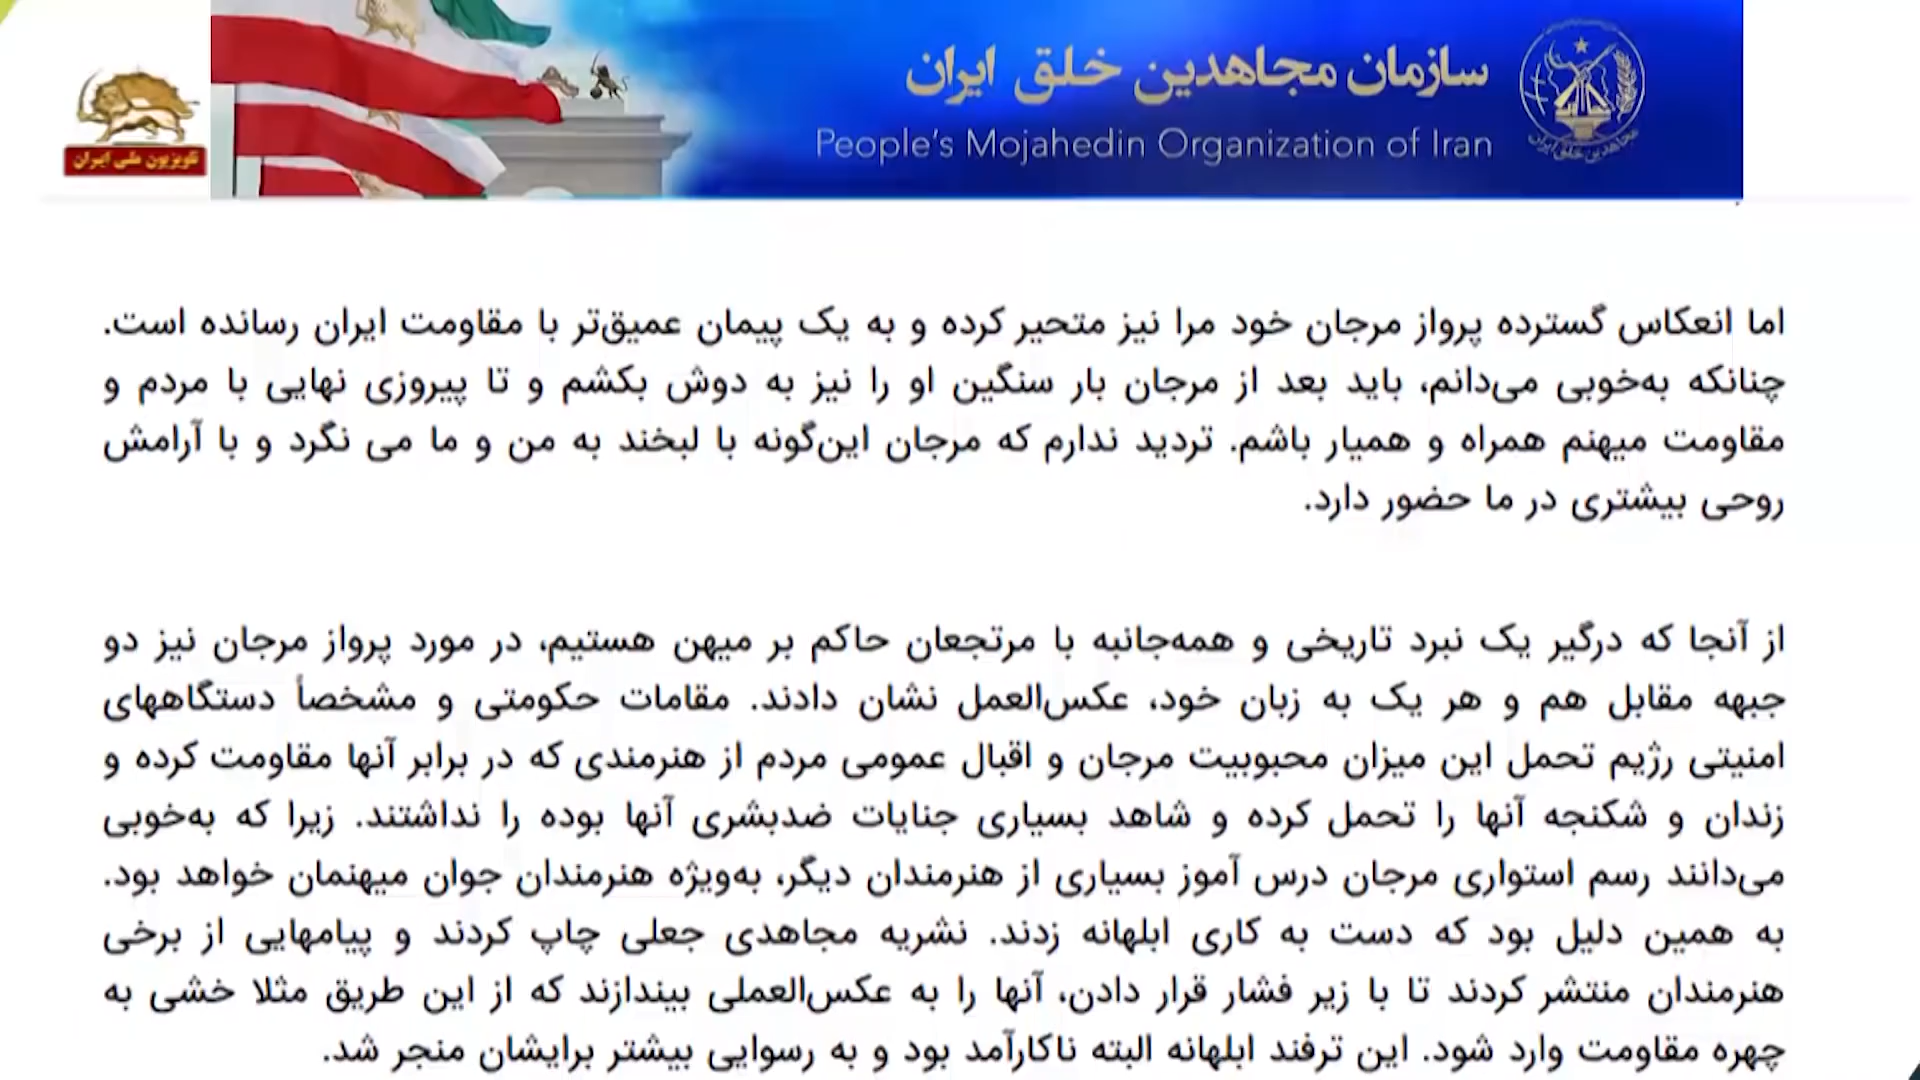 سازمان مجاهدین خلق ایران
People's Mojahedin Organization of Iran
مجاهدین خلق ایران
تلویزیون ملی ایران
اما انعکاس گسترده پرواز مرجان خود مرا نیز متحیر کرده و به یک پیمان عمیق‌تر با مقاومت ایران رسانده است.
چنانکه به‌خوبی می‌دانم، باید بعد از مرجان بار سنگین او را نیز به دوش بکشم و تا پیروزی نهایی با مردم و
مقاومت میهنم همراه و همیار باشم. تردید ندارم که مرجان این‌گونه با لبخند به من و ما می نگرد و با آرامش
روحی بیشتری در ما حضور دارد.
از آنجا که درگیر یک نبرد تاریخی و همه‌جانبه با مرتجعان حاکم بر میهن هستیم، در مورد پرواز مرجان نیز دو
جبهه مقابل هم و هر یک به زبان خود، عکس‌العمل نشان دادند. مقامات حکومتی و مشخصاً دستگاههای
امنیتی رژیم تحمل این میزان محبوبیت مرجان و اقبال عمومی مردم از هنرمندی که در برابر آنها مقاومت کرده و
زندان و شکنجه آنها را تحمل کرده و شاهد بسیاری جنایات ضدبشری آنها بوده را نداشتند. زیرا که به‌خوبی
می‌دانند رسم استواری مرجان درس آموز بسیاری از هنرمندان دیگر، به‌ویژه هنرمندان جوان میهنمان خواهد بود.
به همین دلیل بود که دست به کاری ابلهانه زدند. نشریه مجاهدی جعلی چاپ کردند و پیامهایی از برخی
هنرمندان منتشر کردند تا با زیر فشار قرار دادن، آنها را به عکس‌العملی بیندازند که از این طریق مثلا خشی به
چهره مقاومت وارد شود. این ترفند ابلهانه البته ناکارآمد بود و به رسوایی بیشتر برایشان منجر شد.